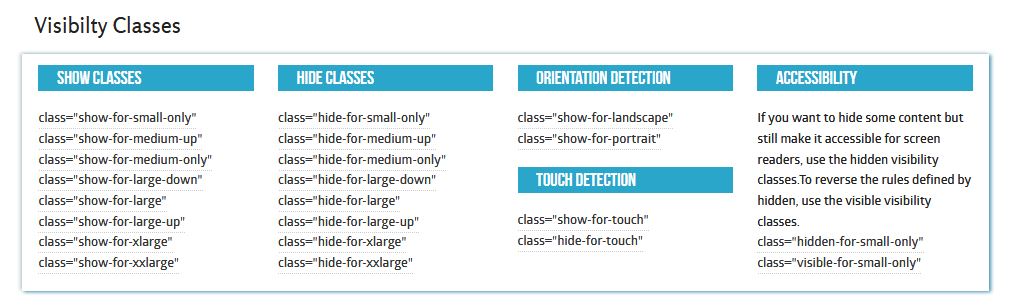 Visibilty Classes
SHOW CLASSES
class="show-for-small-only"
class="show-for-medium-up"
class="show-for-medium-only"
class="show-for-large-down"
class="show-for-large"
class="show-for-large-up"
class="show-for-xlarge"
class="show-for-xxlarge"
HIDE CLASSES
class="hide-for-small-only"
class="hide-for-medium-up"
class="hide-for-medium-only"
class="hide-for-large-down"
class="hide-for-large"
class="hide-for-large-up"
class="hide-for-xlarge"
class="hide-for-xxlarge"
ORIENTATION DETECTION
class="show-for-landscape"
class="show-for-portrait"
TOUCH DETECTION
class="show-for-touch"
class="hide-for-touch"
ACCESSIBILITY
If you want to hide some content but
still make it accessible for screen
readers, use the hidden visibility
classes.To reverse the rules defined by
hidden, use the visible visibility
classes.
class="hidden-for-small-only"
class="visible-for-small-only"